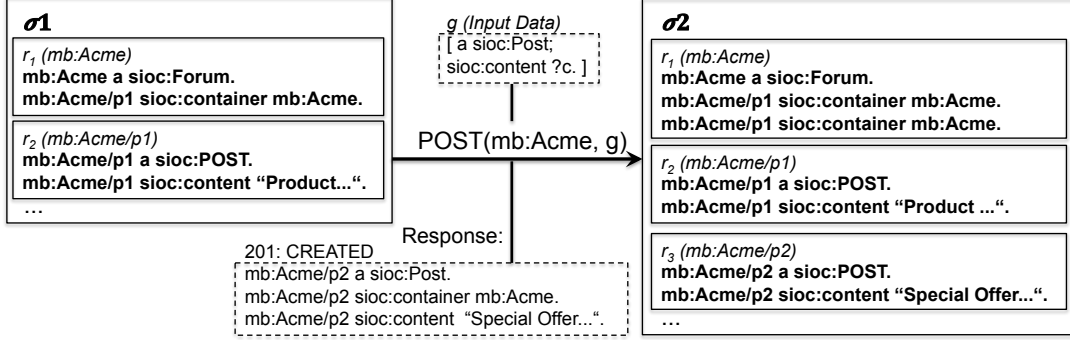 σ1
r1 (mb:Acme)
mb:Acme a sioc:Forum.
mb:Acme/p1 sioc:container mb:Acme.
r2 (mb:Acme/p1)
mb:Acme/p1 a sioc:POST.
mb:Acme/p1 sioc:content “Product...“.
...
g (Input Data)
[ a sioc:Post;
sioc:content ?c. ]
POST(mb:Acme, g)
Response:
201: CREATED
mb:Acme/p2 a sioc:Post.
mb:Acme/p2 sioc:container mb:Acme.
mb:Acme/p2 sioc:content “Special Offer...“.
σ2
r1 (mb:Acme)
mb:Acme a sioc:Forum.
mb:Acme/p1 sioc:container mb:Acme.
mb:Acme/p1 sioc:container mb:Acme.
r2 (mb:Acme/p1)
mb:Acme/p1 a sioc:POST.
mb:Acme/p1 sioc:content “Product ...“.
r3 (mb:Acme/p2)
mb:Acme/p2 a sioc:POST.
mb:Acme/p2 sioc:content “Special Offer...“.
...